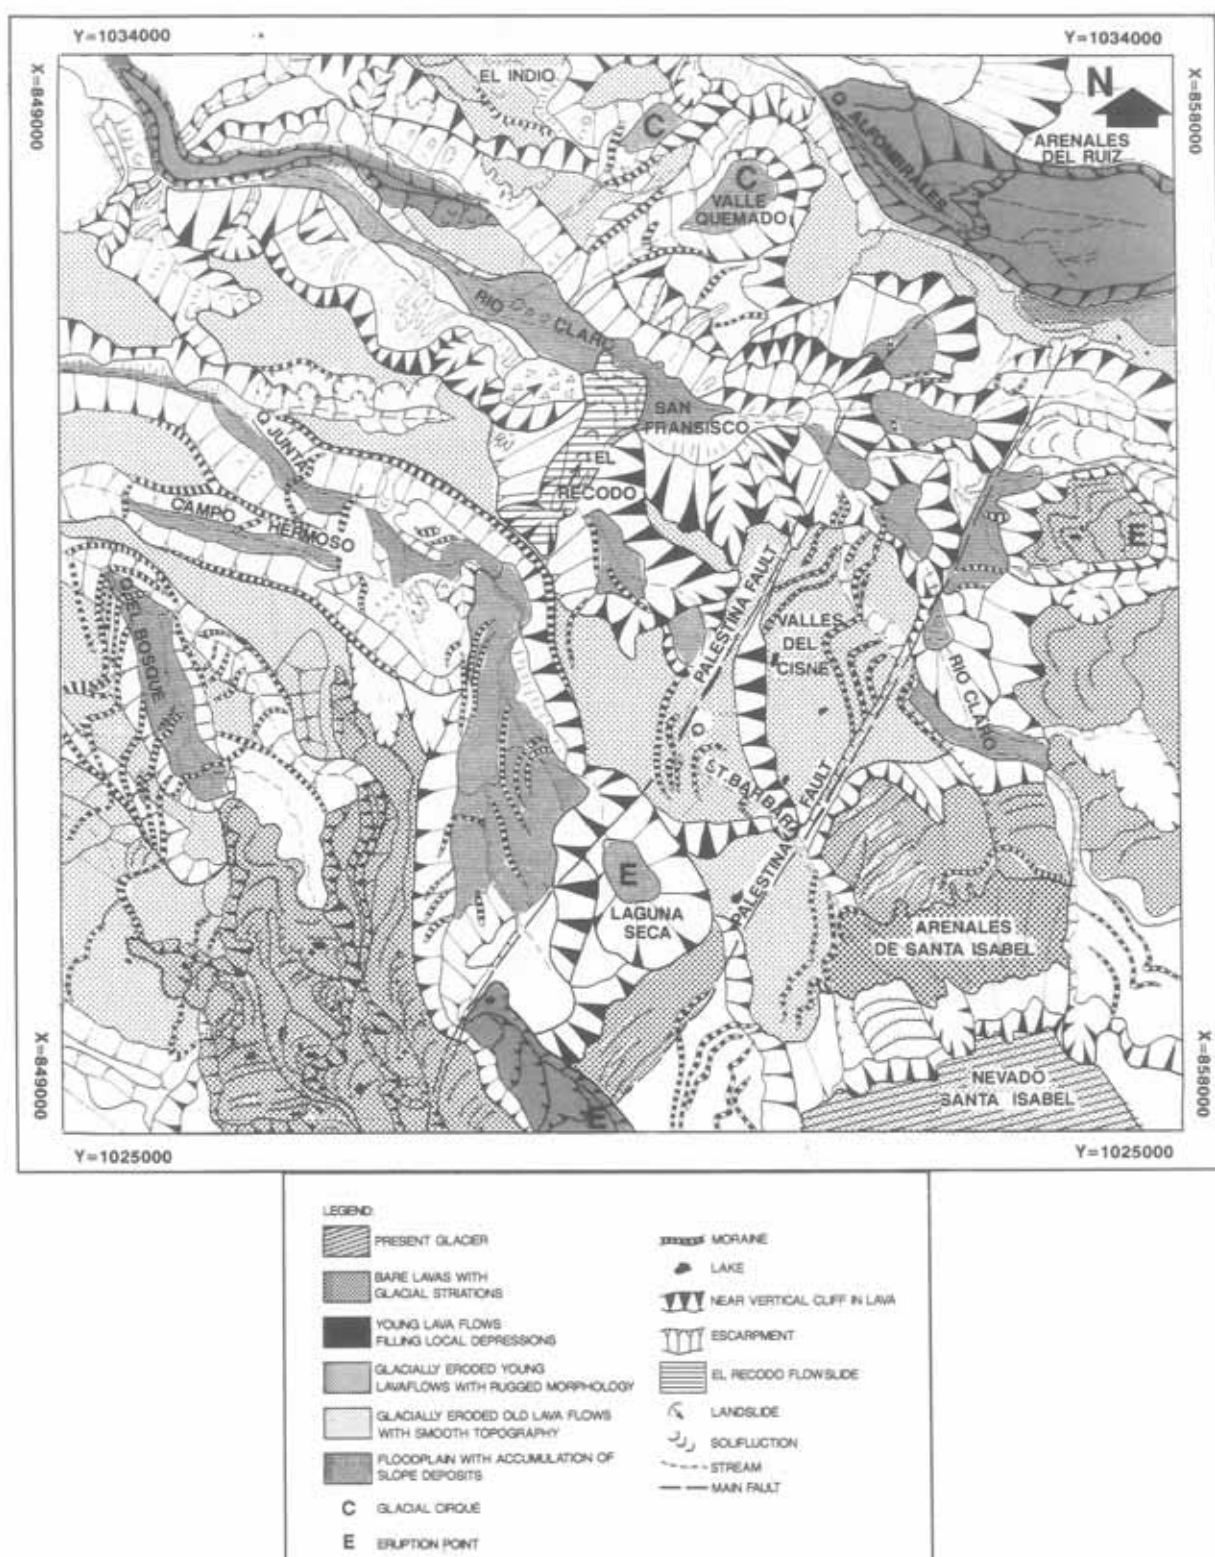 Y=1034000
Y=1034000
X=849000
X=858000
EL INDIO
N
C
Q ALFOMBRALES
ARENALES
DEL RUIZ
C
VALLE
QUEMADO
RIO CLARO
SAN
FRANSISCO
EL
RECODO
Q JUNTAS
CAMPO HERMOSO
E
Q DEL BOSQUE
PALESTINA FAULT
VALLES
DEL
CISNE
RIO CLARO
Q ST. BARBARA
PALESTINA FAULT
E
LAGUNA
SECA
ARENALES
DE SANTA ISABEL
NEVADO
SANTA ISABEL
E
X=849000
X=858000
Y=1025000
Y=1025000
LEGEND:
PRESENT GLACIER
BARE LAVAS WITH
GLACIAL STRIATIONS
YOUNG LAVA FLOWS
FILLING LOCAL DEPRESSIONS
GLACIALLY ERODED YOUNG
LAVAFLOWS WITH RUGGED MORPHOLOGY
GLACIALLY ERODED OLD LAVA FLOWS
WITH SMOOTH TOPOGRAPHY
FLOODPLAIN WITH ACCUMULATION OF
SLOPE DEPOSITS
C GLACIAL CIRQUE
E ERUPTION POINT
MORAINE
LAKE
NEAR VERTICAL CLIFF IN LAVA
ESCARPMENT
EL RECODO FLOWSLIDE
LANDSLIDE
SOLIFLUCTION
STREAM
MAIN FAULT